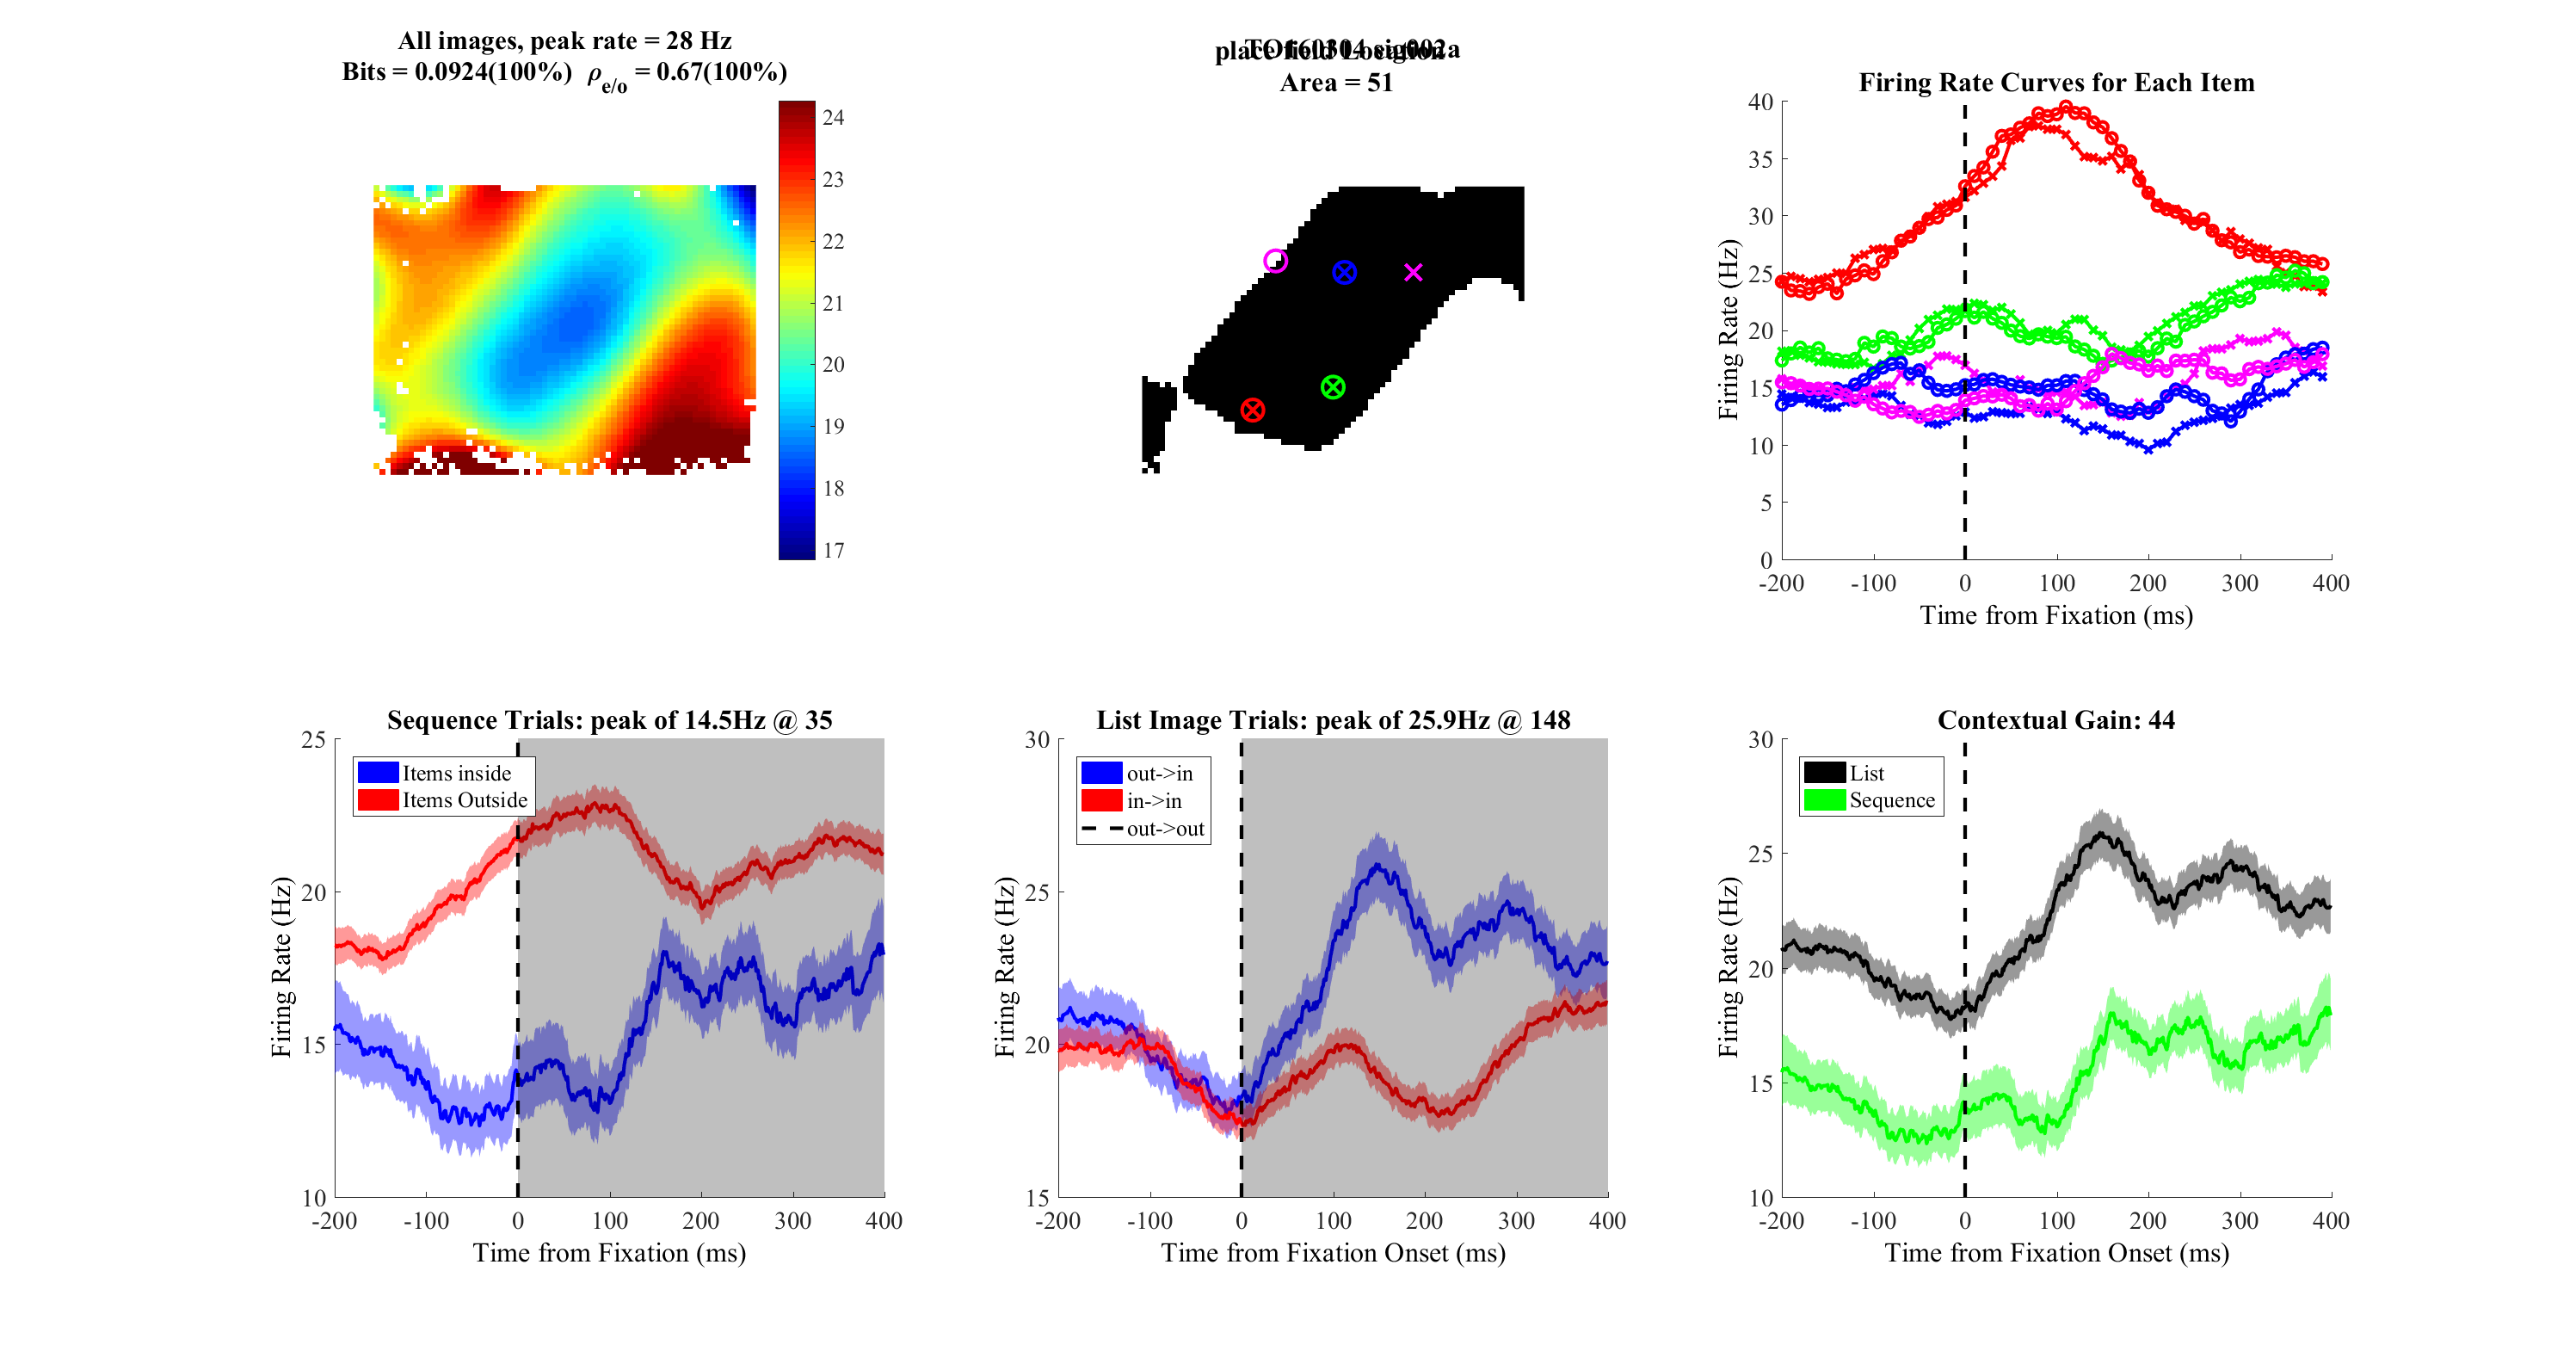 All images, peak rate = 28 Hz
Bits = 0.0924(100%) ρe/o = 0.67(100%)
24
23
22
21
20
19
18
17
place field Location
Area = 51
Firing Rate Curves for Each Item
Firing Rate (Hz)
40
35
30
25
20
15
10
5
0
-200 -100 0 100 200 300 400
Time from Fixation (ms)
Sequence Trials: peak of 14.5Hz @ 35
Firing Rate (Hz)
25
20
15
10
Items inside
Items Outside
-200 -100 0 100 200 300 400
Time from Fixation (ms)
List Image Trials: peak of 25.9Hz @ 148
Firing Rate (Hz)
30
25
20
15
out->in
in->in
out->out
-200 -100 0 100 200 300 400
Time from Fixation Onset (ms)
Contextual Gain: 44
Firing Rate (Hz)
30
25
20
15
10
List
Sequence
-200 -100 0 100 200 300 400
Time from Fixation Onset (ms)